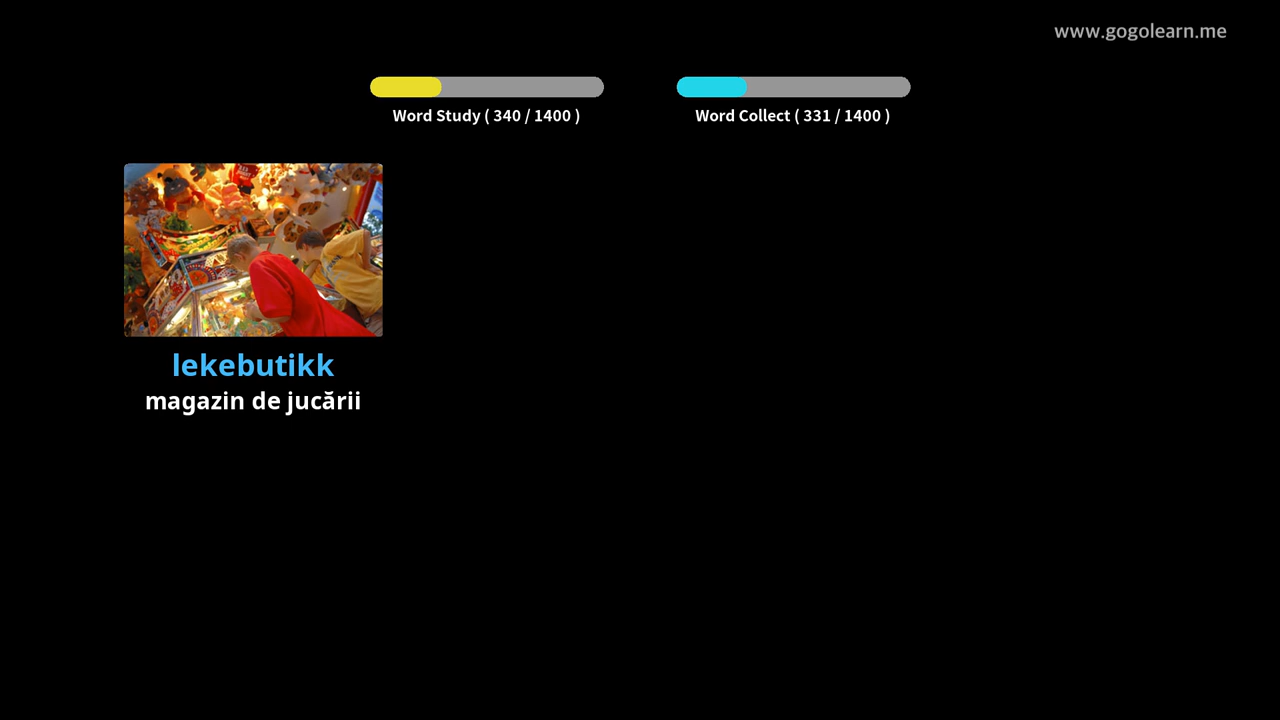 www.gogolearn.me
Word Study ( 340 / 1400 )
Word Collect ( 331 / 1400 )
lekebutikk
magazin de jucării